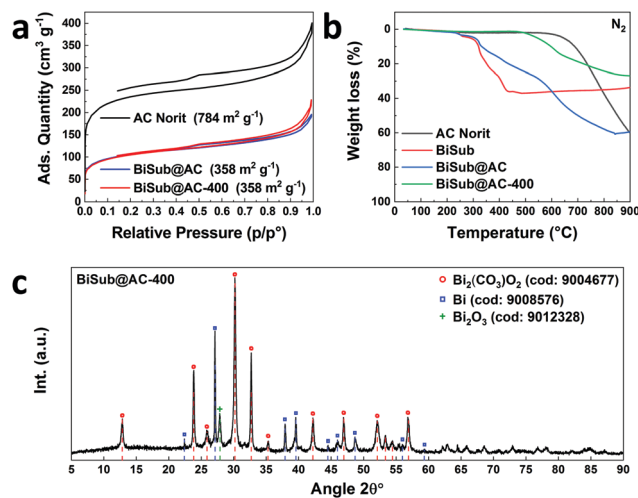 a
Ads. Quantity (cm³ g⁻¹)
400
350
300
250
200
150
100
50
0
AC Norit (784 m² g⁻¹)
BiSub@AC (358 m² g⁻¹)
BiSub@AC-400 (358 m² g⁻¹)
0.0 0.1 0.2 0.3 0.4 0.5 0.6 0.7 0.8 0.9 1.0
Relative Pressure (p/p°)
b
N₂
Weight loss (%)
0
20
40
60
80
100
AC Norit
BiSub
BiSub@AC
BiSub@AC-400
0 100 200 300 400 500 600 700 800 900
Temperature (°C)
c
BiSub@AC-400
Bi₂(CO₃)O₂ (cod: 9004677)
Bi (cod: 9008576)
Bi₂O₃ (cod: 9012328)
Int. (a.u.)
5 10 15 20 25 30 35 40 45 50 55 60 65 70 75 80 85 90
Angle 2θ°